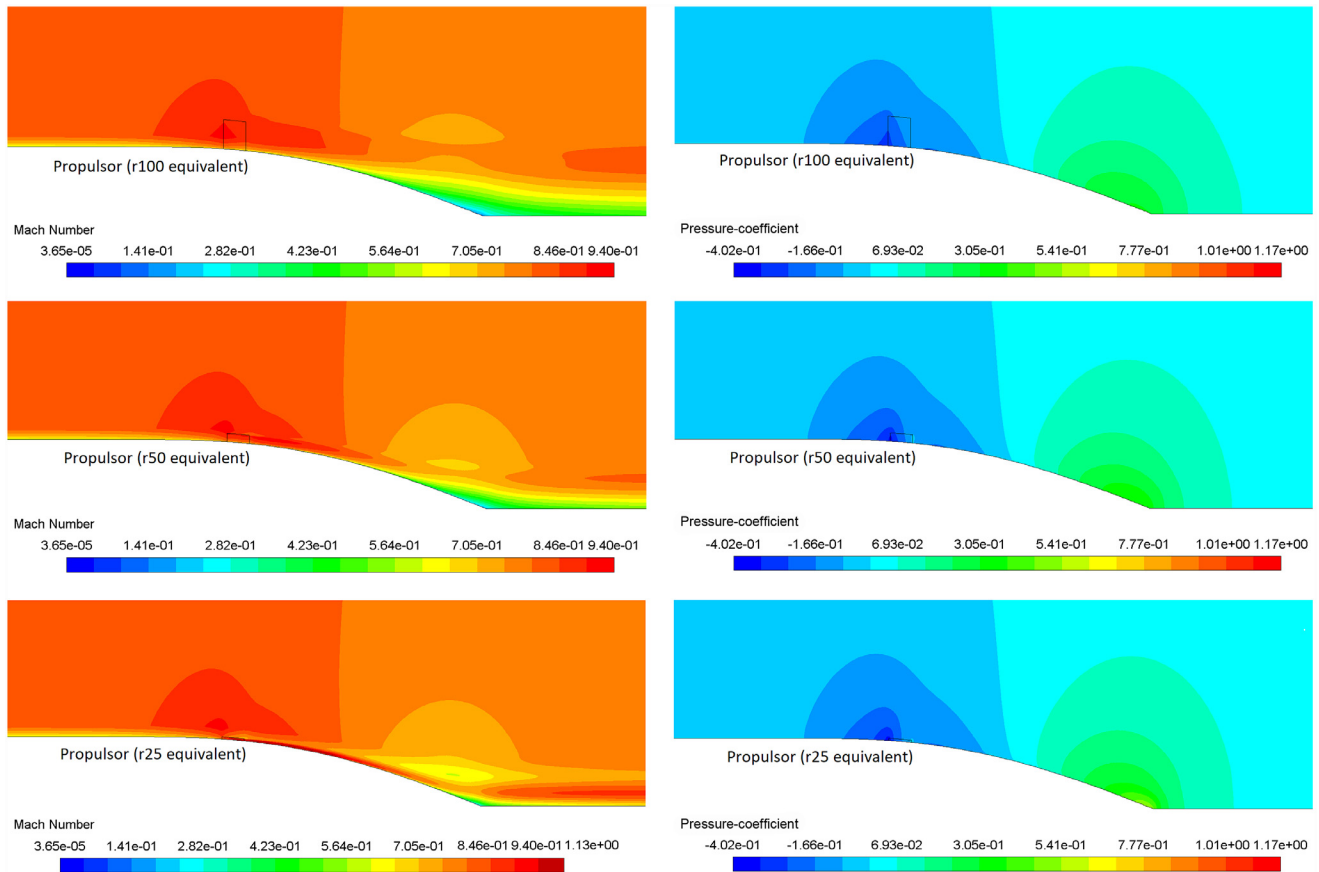 Propulsor (r100 equivalent)
Mach Number
3.65e-05 1.41e-01 2.82e-01 4.23e-01 5.64e-01 7.05e-01 8.46e-01 9.40e-01
Propulsor (r100 equivalent)
Pressure-coefficient
-4.02e-01 -1.66e-01 6.93e-02 3.05e-01 5.41e-01 7.77e-01 1.01e+00 1.17e+00
Propulsor (r50 equivalent)
Mach Number
3.65e-05 1.41e-01 2.82e-01 4.23e-01 5.64e-01 7.05e-01 8.46e-01 9.40e-01
Propulsor (r50 equivalent)
Pressure-coefficient
-4.02e-01 -1.66e-01 6.93e-02 3.05e-01 5.41e-01 7.77e-01 1.01e+00 1.17e+00
Propulsor (r25 equivalent)
Mach Number
3.65e-05 1.41e-01 2.82e-01 4.23e-01 5.64e-01 7.05e-01 8.46e-01 9.40e-01 1.13e+00
Propulsor (r25 equivalent)
Pressure-coefficient
-4.02e-01 -1.66e-01 6.93e-02 3.05e-01 5.41e-01 7.77e-01 1.01e+00 1.17e+00